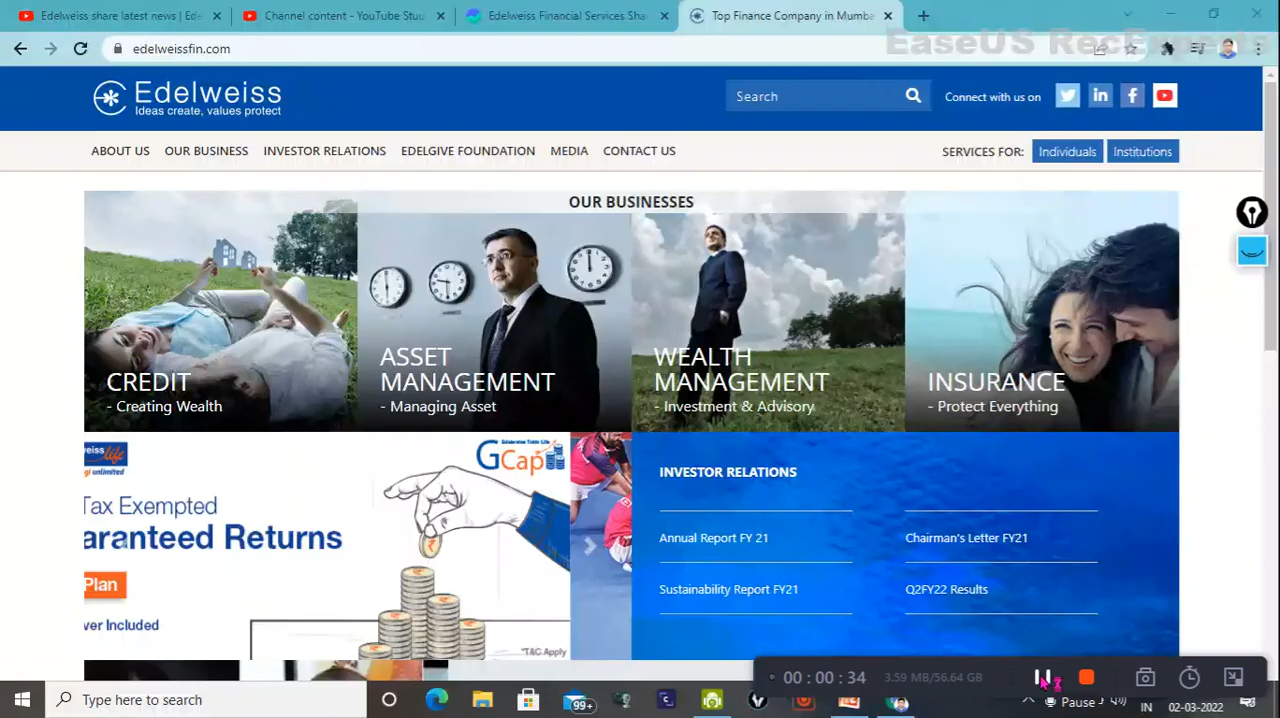 Edelweiss share latest news | Ede
Channel content - YouTube Stud
Edelweiss Financial Services Sha
Top Finance Company in Mumba
edelweissfin.com
EaseUS RecExperts
Edelweiss
Ideas create, values protect
Search
Connect with us on
ABOUT US
OUR BUSINESS
INVESTOR RELATIONS
EDELGIVE FOUNDATION
MEDIA
CONTACT US
SERVICES FOR:
Individuals
Institutions
OUR BUSINESSES
CREDIT
- Creating Wealth
ASSET
MANAGEMENT
- Managing Asset
WEALTH
MANAGEMENT
- Investment & Advisory
INSURANCE
- Protect Everything
GCap
Tax Exempted
aranteed Returns
Plan
ver Included
*T&C Apply
INVESTOR RELATIONS
Annual Report FY 21
Chairman's Letter FY21
Sustainability Report FY21
Q2FY22 Results
00 : 00 : 34
3.59 MB/56.64 GB
Type here to search
99+
Pause
IN
02-03-2022